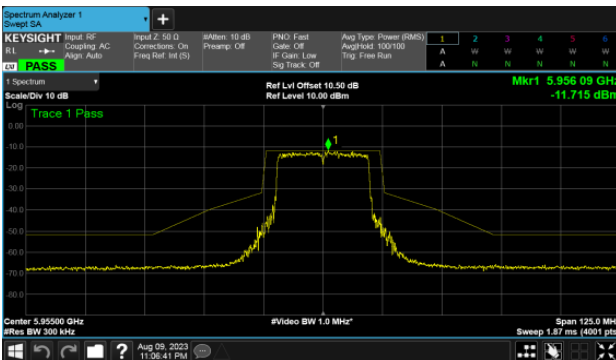 Spectrum Analyzer 1
Swept SA
+
KEYSIGHT
RL
LXI PASS
Input: RF
Coupling: AC
Align: Auto
Input Z: 50 Ω
Corrections: On
Freq Ref: Int (S)
#Atten: 10 dB
Preamp: Off
PNO: Fast
Gate: Off
IF Gain: Low
Sig Track: Off
Avg Type: Power (RMS)
Avg|Hold: 100/100
Trig: Free Run
1 2 3 4 5 6
A W W W W W
A N N N N N
1 Spectrum
Scale/Div 10 dB
Ref Lvl Offset 10.50 dB
Ref Level 10.00 dBm
Mkr1 5.956 09 GHz
-11.715 dBm
Log
Trace 1 Pass
1
0.00
-10.0
-20.0
-30.0
-40.0
-50.0
-60.0
-70.0
-80.0
Center 5.95500 GHz
#Res BW 300 kHz
#Video BW 1.0 MHz*
Span 125.0 MHz
Sweep 1.87 ms (4001 pts)
?
Aug 09, 2023
11:06:41 PM